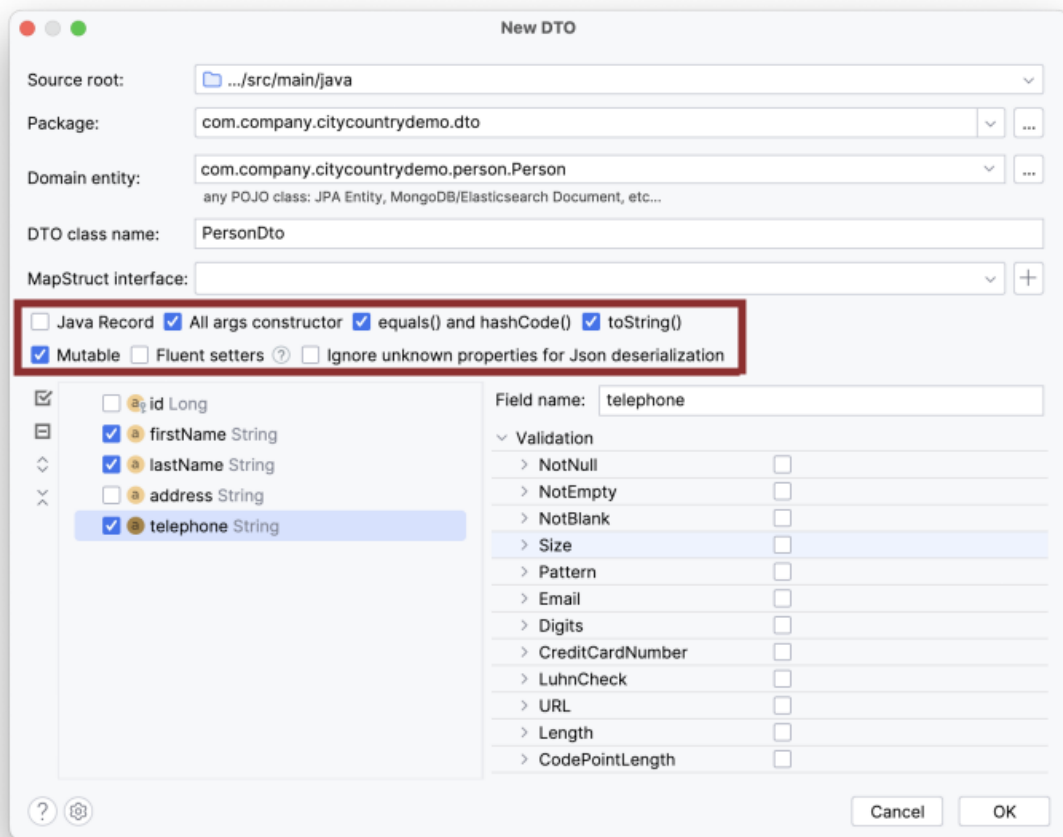 New DTO
Source root: .../src/main/java
Package: com.company.citycountrydemo.dto ...
Domain entity: com.company.citycountrydemo.person.Person ...
any POJO class: JPA Entity, MongoDB/Elasticsearch Document, etc...
DTO class name: PersonDto
MapStruct interface:
Java Record All args constructor equals() and hashCode() toString()
Mutable Fluent setters ? Ignore unknown properties for Json deserialization
a id Long
a firstName String
a lastName String
a address String
a telephone String
Field name: telephone
Validation
NotNull
NotEmpty
NotBlank
Size
Pattern
Email
Digits
CreditCardNumber
LuhnCheck
URL
Length
CodePointLength
? Cancel OK